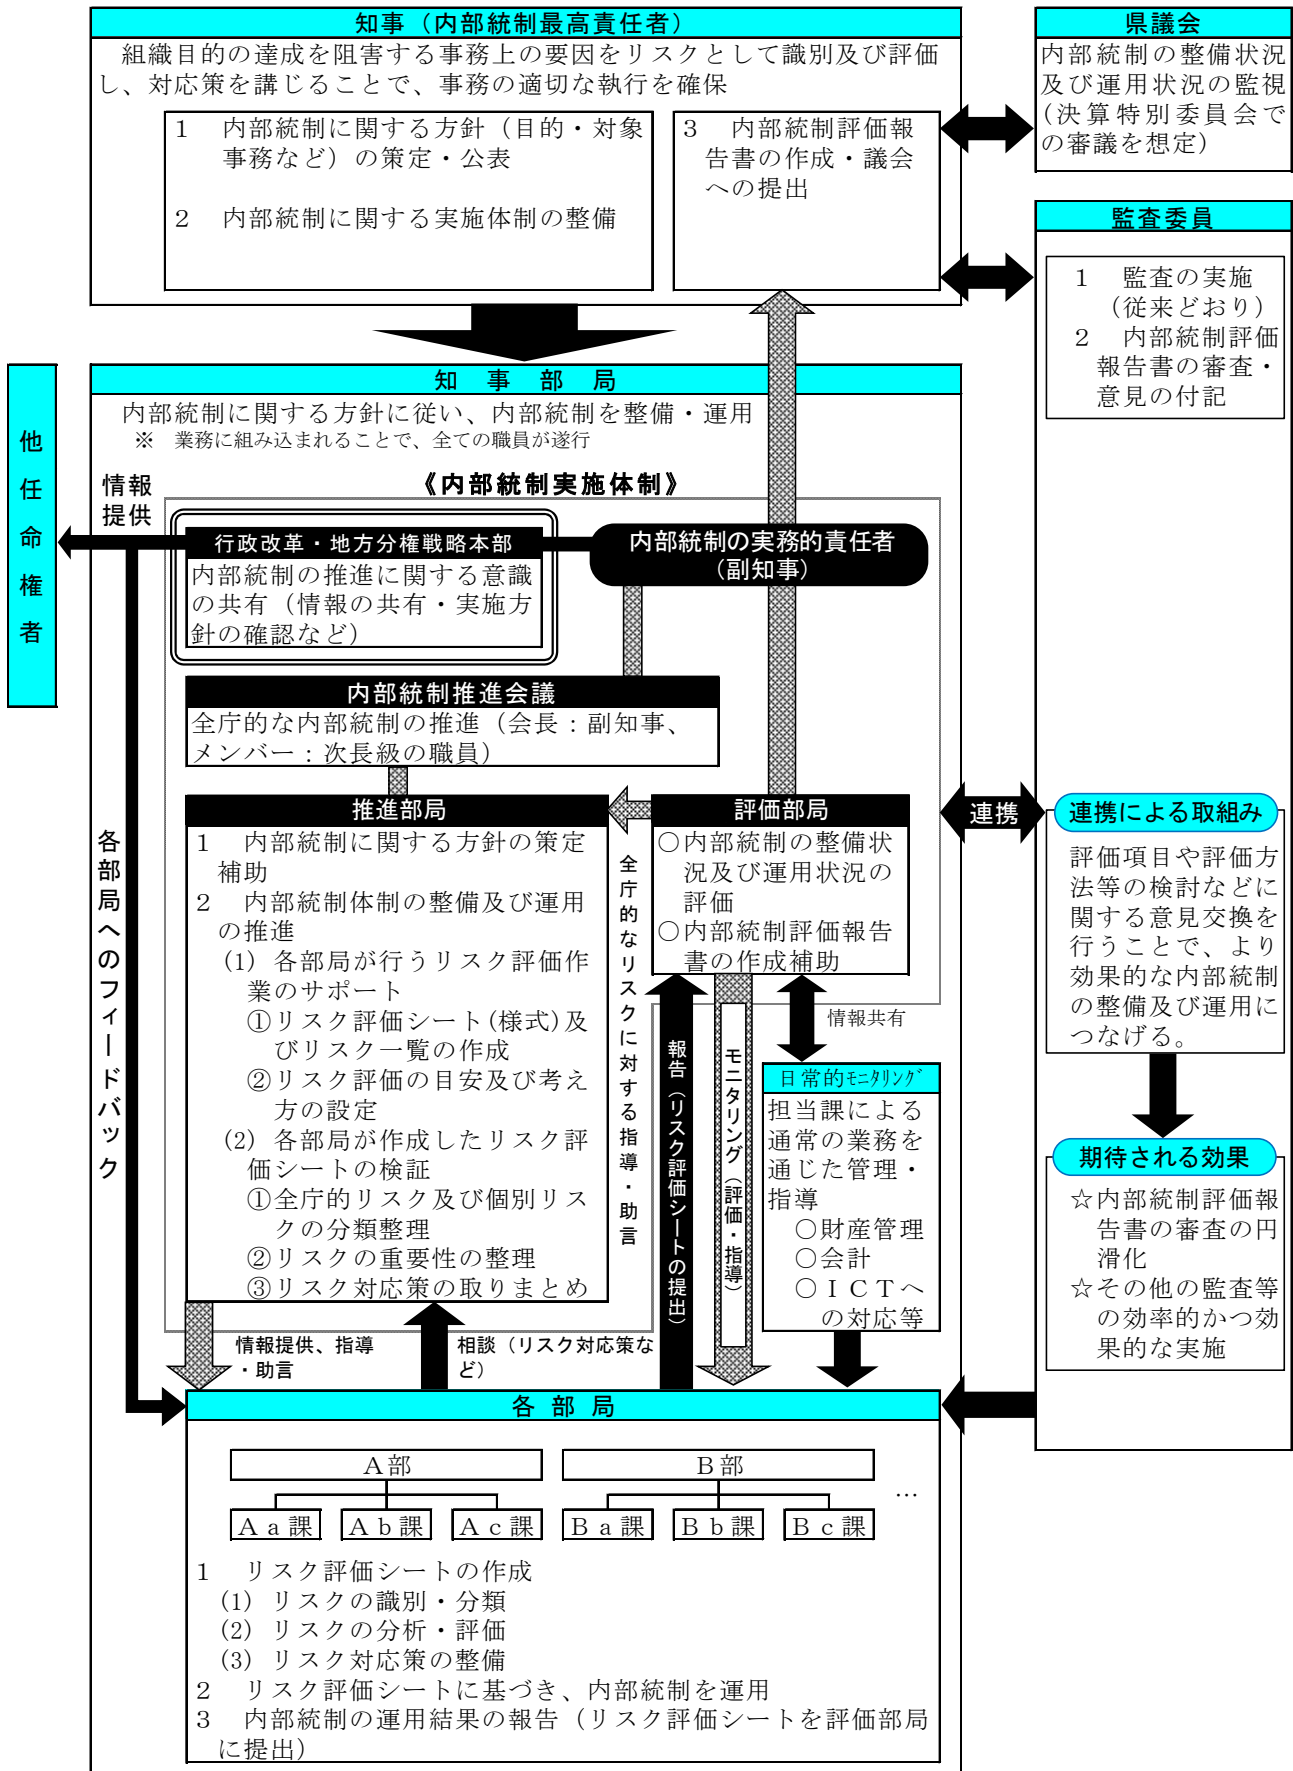 知事（内部統制最高責任者）
組織目的の達成を阻害する事務上の要因をリスクとして識別及び評価
し、対応策を講じることで、事務の適切な執行を確保
1　内部統制に関する方針（目的・対象
事務など）の策定・公表
2　内部統制に関する実施体制の整備
3　内部統制評価報
告書の作成・議会
への提出
県議会
内部統制の整備状況
及び運用状況の監視
(決算特別委員会で
の審議を想定)
監査委員
1　監査の実施
（従来どおり）
2　内部統制評価
報告書の審査・
意見の付記
他任命権者
知　事　部　局
内部統制に関する方針に従い、内部統制を整備・運用
※　業務に組み込まれることで、全ての職員が遂行
情報
提供
《内部統制実施体制》
行政改革・地方分権戦略本部
内部統制の推進に関する意識
の共有（情報の共有・実施方
針の確認など）
内部統制の実務的責任者
（副知事）
内部統制推進会議
全庁的な内部統制の推進（会長：副知事、
メンバー：次長級の職員）
各部局へのフィードバック
推進部局
1　内部統制に関する方針の策定
補助
2　内部統制体制の整備及び運用
の推進
(1) 各部局が行うリスク評価作
業のサポート
①リスク評価シート(様式)及
びリスク一覧の作成
②リスク評価の目安及び考え
方の設定
(2) 各部局が作成したリスク評
価シートの検証
①全庁的リスク及び個別リス
クの分類整理
②リスクの重要性の整理
③リスク対応策の取りまとめ
全庁的なリスクに対する指導・助言
評価部局
○内部統制の整備状
況及び運用状況の
評価
○内部統制評価報告
書の作成補助
連携
連携による取組み
評価項目や評価方
法等の検討などに
関する意見交換を
行うことで、より
効果的な内部統制
の整備及び運用に
つなげる。
情報共有
報告（リスク評価シートの提出）
モニタリング（評価・指導）
日常的ﾓﾆﾀﾘﾝｸﾞ
担当課による
通常の業務を
通じた管理・
指導
○財産管理
○会計
○ＩＣＴへ
の対応等
期待される効果
☆内部統制評価報
告書の審査の円
滑化
☆その他の監査等
の効率的かつ効
果的な実施
情報提供、指導
・助言
相談（リスク対応策な
ど）
各　部　局
Ａ部
Ｂ部
…
Ａａ課
Ａｂ課
Ａｃ課
Ｂａ課
Ｂｂ課
Ｂｃ課
1　リスク評価シートの作成
(1) リスクの識別・分類
(2) リスクの分析・評価
(3) リスク対応策の整備
2　リスク評価シートに基づき、内部統制を運用
3　内部統制の運用結果の報告（リスク評価シートを評価部局
に提出）